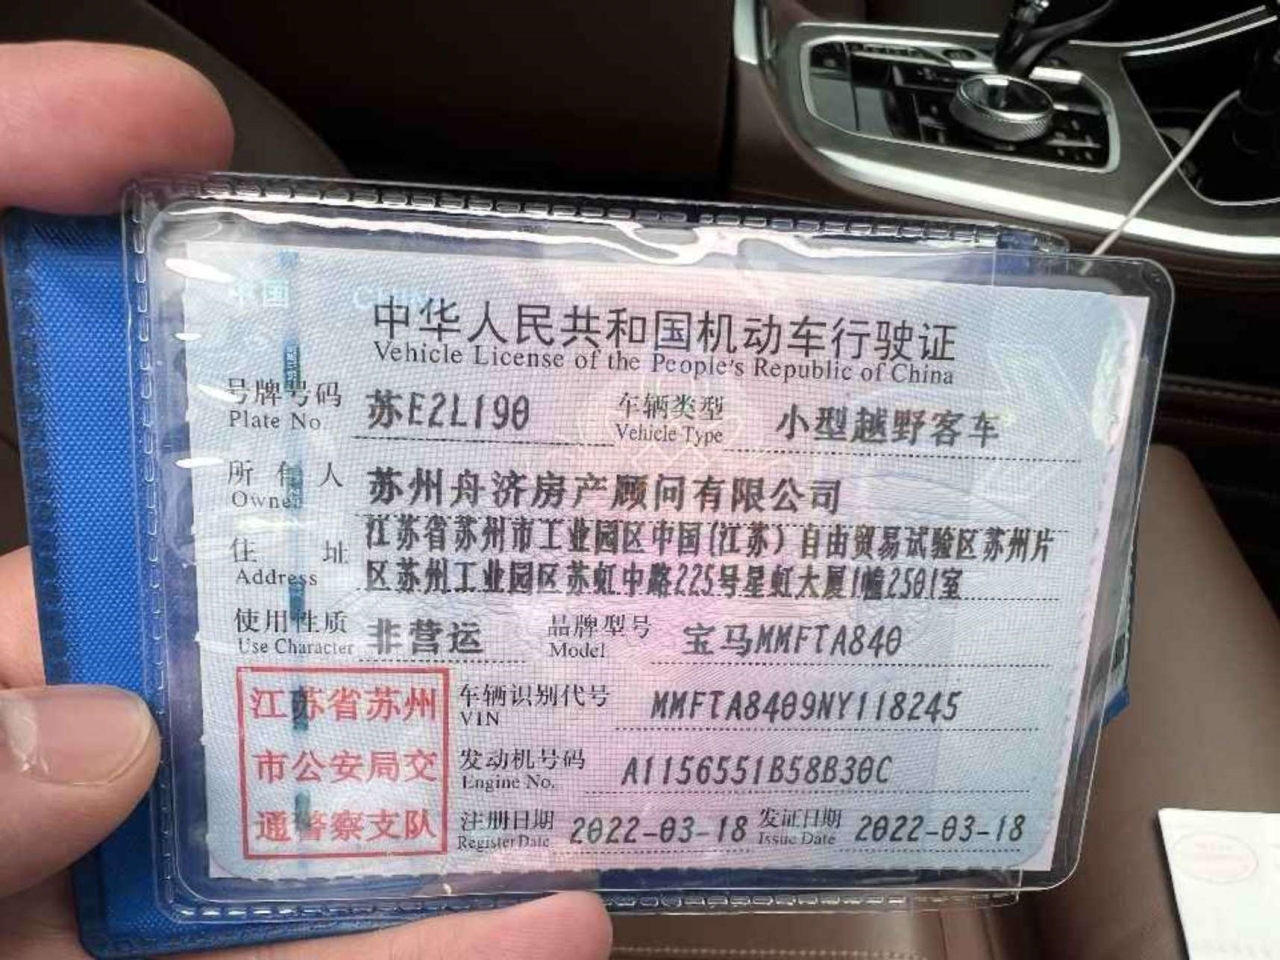 中国 CHINA
中华人民共和国机动车行驶证
Vehicle License of the People's Republic of China
号牌号码 Plate No. 苏E2L190 车辆类型 Vehicle Type 小型越野客车
所有人 Owner 苏州舟济房产顾问有限公司
住址 Address 江苏省苏州市工业园区中国(江苏)自由贸易试验区苏州片
区苏州工业园区苏虹中路225号星虹大厦1幢2501室
使用性质 Use Character 非营运 品牌型号 Model 宝马MMFTA840
江苏省苏州
市公安局交
通警察支队
车辆识别代号 VIN MMFTA8409NY118245
发动机号码 Engine No. A1156551B58B30C
注册日期 Register Date 2022-03-18 发证日期 Issue Date 2022-03-18